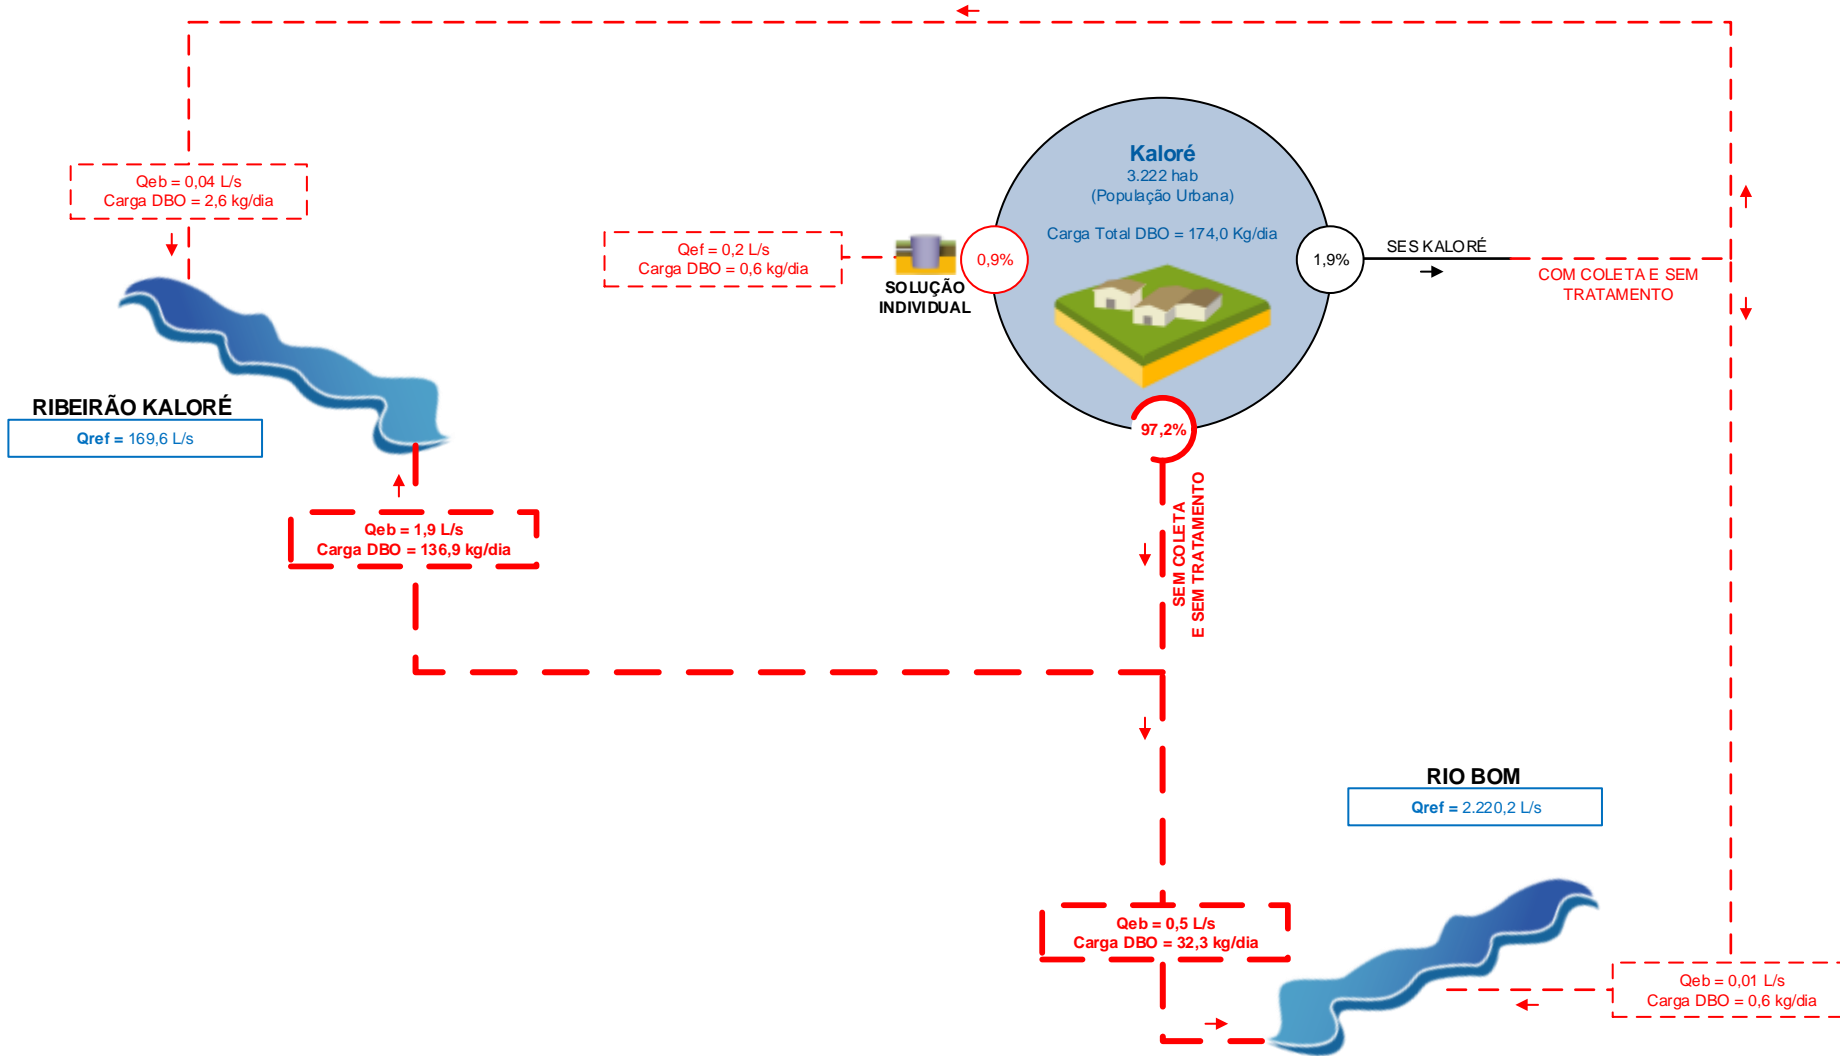 Qeb = 0,04 L/s
Carga DBO = 2,6 kg/dia
Kaloré
3.222 hab
(População Urbana)
Carga Total DBO = 174,0 Kg/dia
Qef = 0,2 L/s
Carga DBO = 0,6 kg/dia
SOLUÇÃO
INDIVIDUAL
0,9%
1,9%
SES KALORÉ
COM COLETA E SEM
TRATAMENTO
RIBEIRÃO KALORÉ
Qref = 169,6 L/s
97,2%
SEM COLETA
E SEM TRATAMENTO
Qeb = 1,9 L/s
Carga DBO = 136,9 kg/dia
RIO BOM
Qref = 2.220,2 L/s
Qeb = 0,5 L/s
Carga DBO = 32,3 kg/dia
Qeb = 0,01 L/s
Carga DBO = 0,6 kg/dia